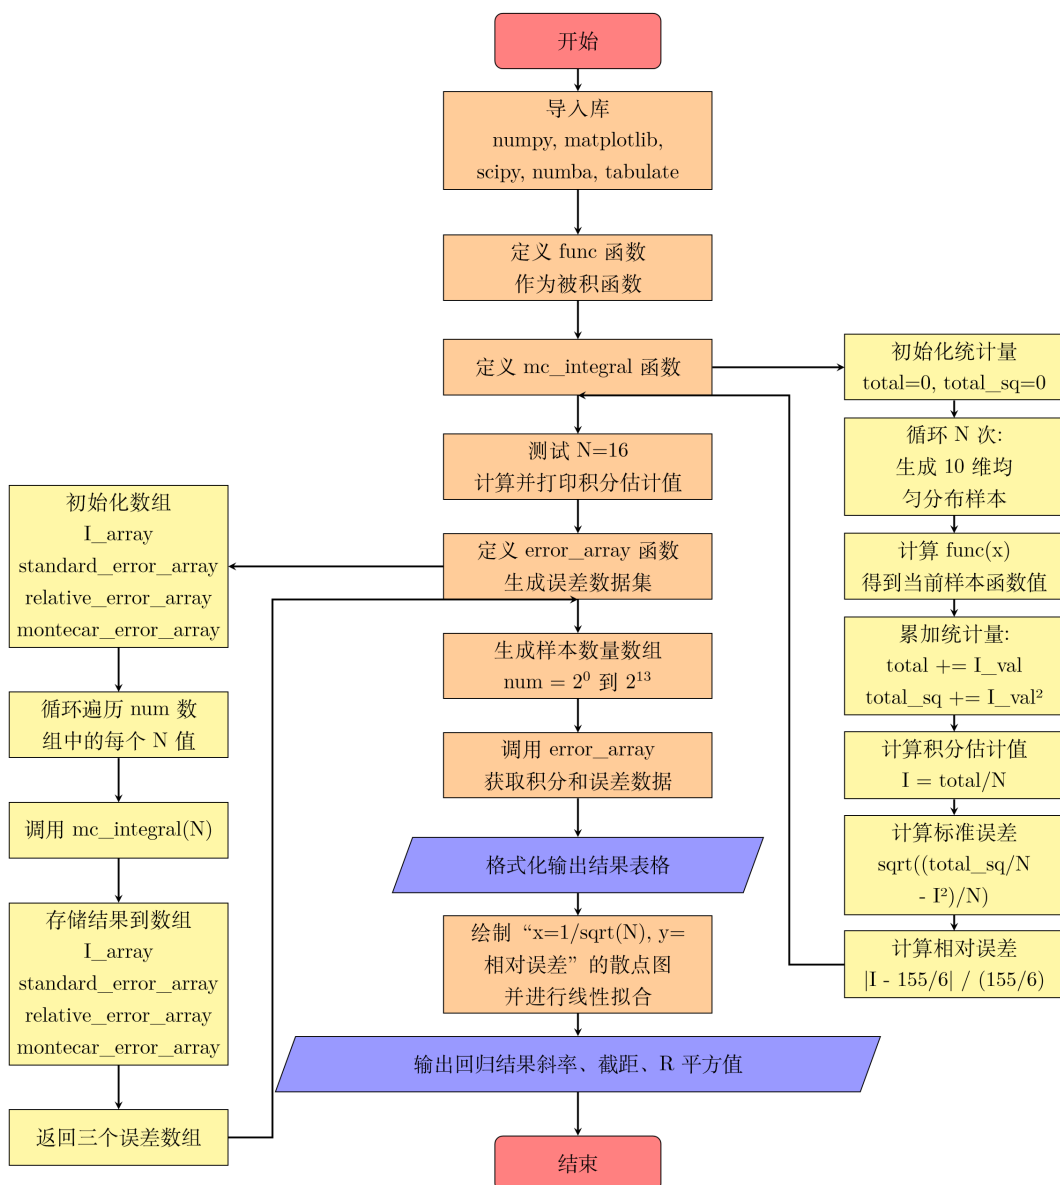 开始
导入库
numpy, matplotlib,
scipy, numba, tabulate
定义 func 函数
作为被积函数
定义 mc_integral 函数
测试 N=16
计算并打印积分估计值
定义 error_array 函数
生成误差数据集
生成样本数量数组
num = 2⁰ 到 2¹³
调用 error_array
获取积分和误差数据
格式化输出结果表格
绘制 “x=1/sqrt(N), y=
相对误差” 的散点图
并进行线性拟合
输出回归结果斜率、截距、R 平方值
结束
初始化统计量
total=0, total_sq=0
循环 N 次:
生成 10 维均
匀分布样本
计算 func(x)
得到当前样本函数值
累加统计量:
total += I_val
total_sq += I_val²
计算积分估计值
I = total/N
计算标准误差
sqrt((total_sq/N
- I²)/N)
计算相对误差
|I - 155/6| / (155/6)
初始化数组
I_array
standard_error_array
relative_error_array
montecar_error_array
循环遍历 num 数
组中的每个 N 值
调用 mc_integral(N)
存储结果到数组
I_array
standard_error_array
relative_error_array
montecar_error_array
返回三个误差数组